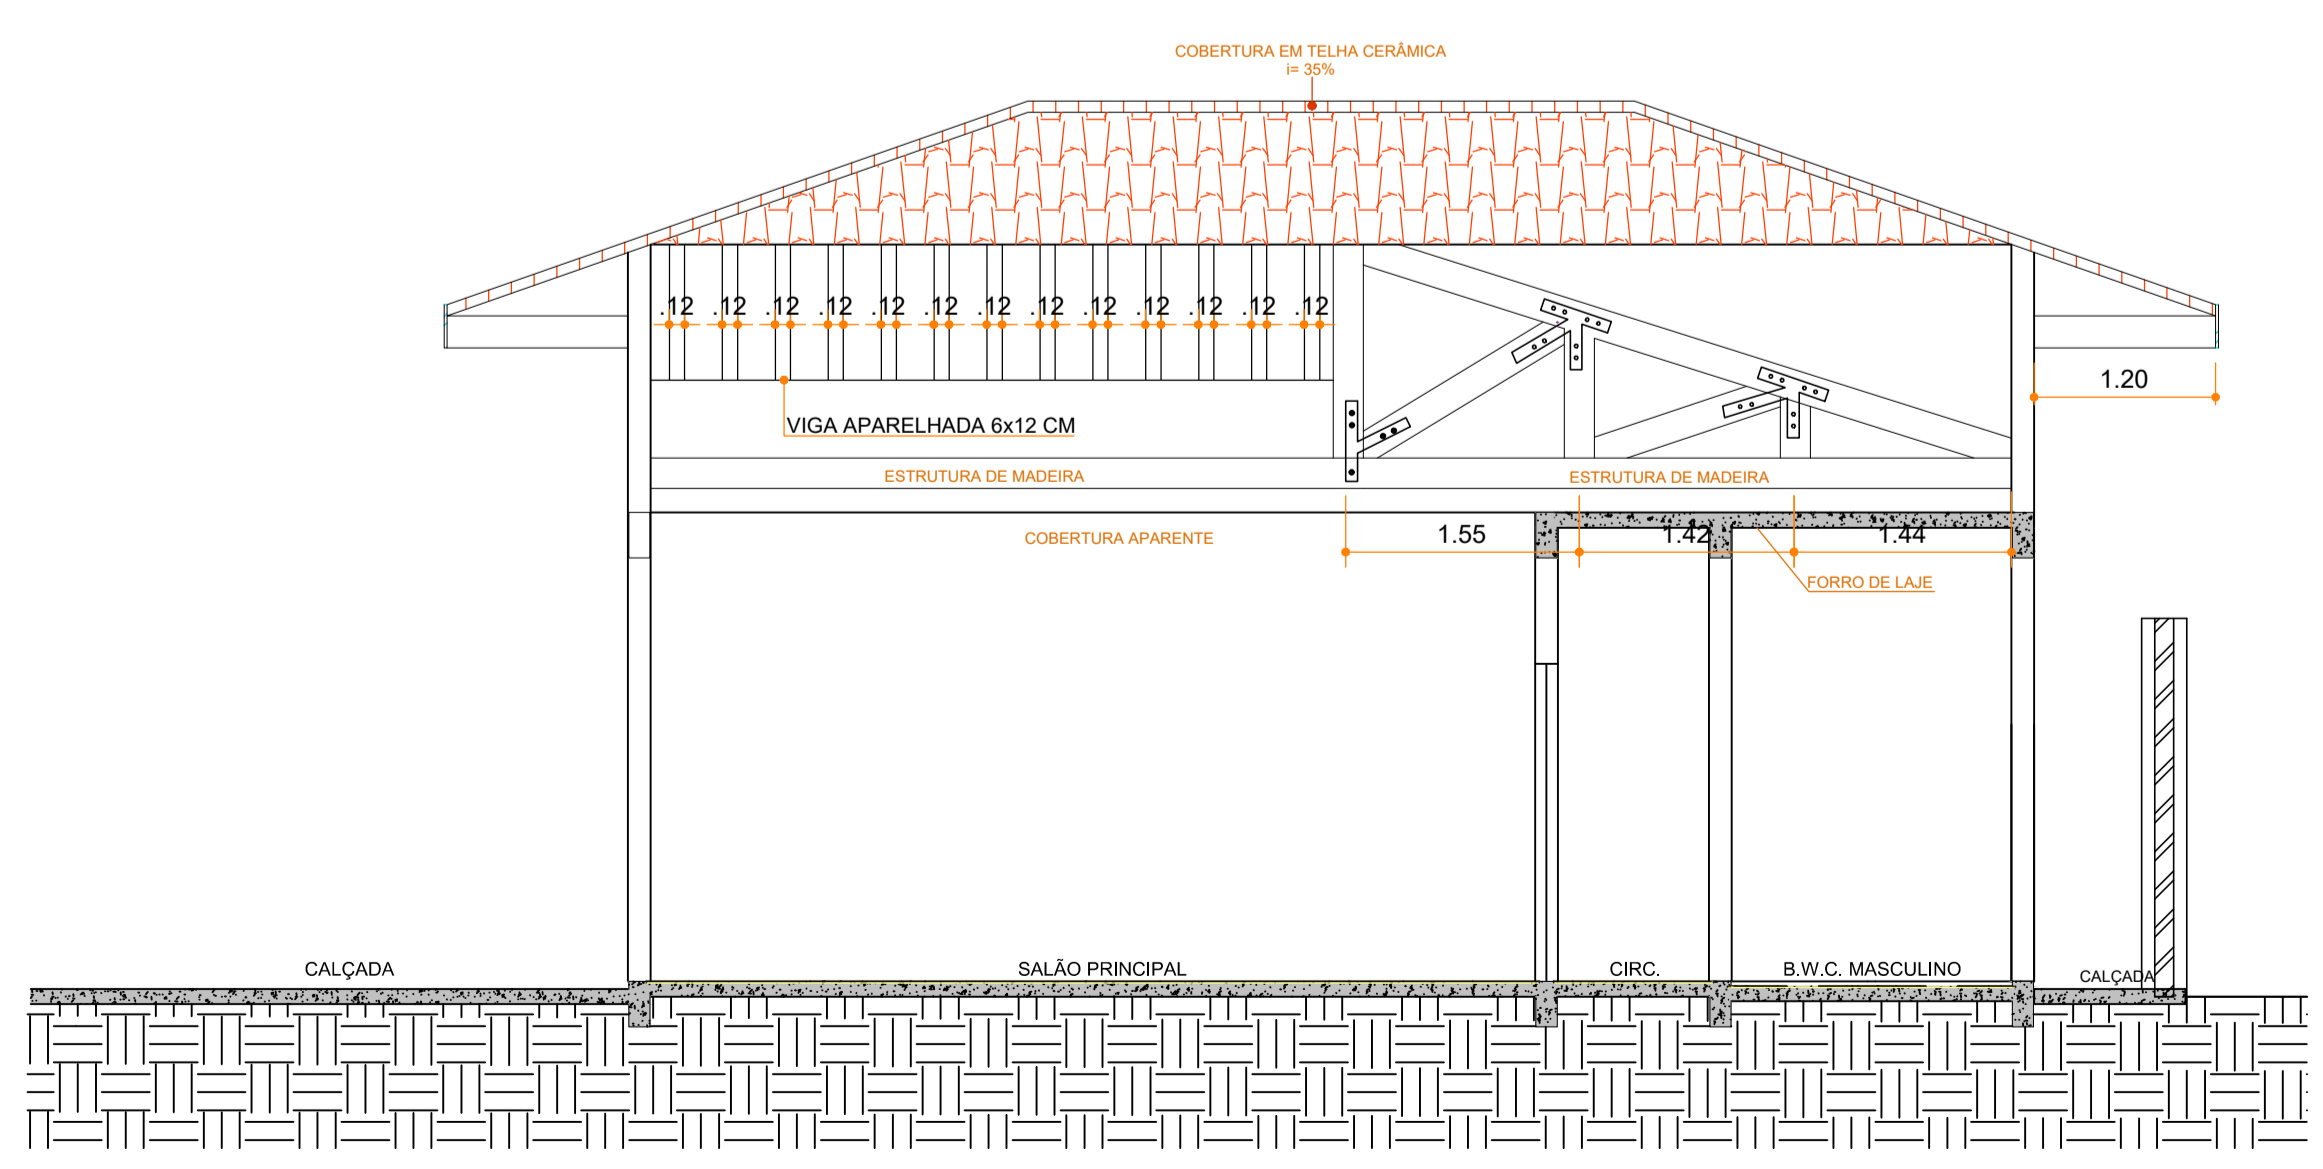 COBERTURA EM TELHA CERÂMICA
i= 35%
.12 .12 .12 .12 .12 .12 .12 .12 .12 .12 .12 .12 .12
1.20
VIGA APARELHADA 6x12 CM
ESTRUTURA DE MADEIRA
ESTRUTURA DE MADEIRA
COBERTURA APARENTE
1.55 1.42 1.44
FORRO DE LAJE
CALÇADA
SALÃO PRINCIPAL
CIRC.
B.W.C. MASCULINO
CALÇADA